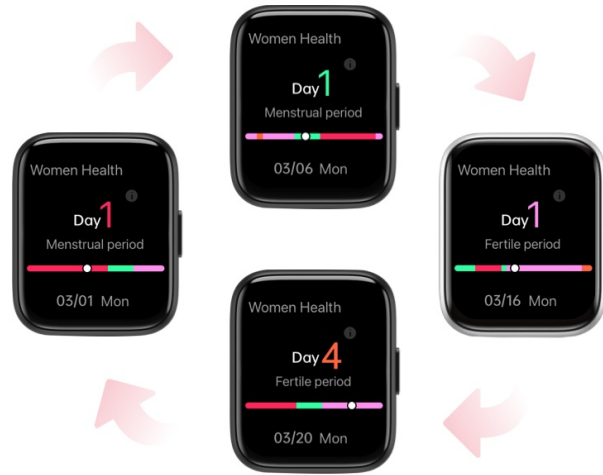 Women Health
Day 1
Menstrual period
03/06 Mon
Women Health
Day 1
Menstrual period
03/01 Mon
Women Health
Day 1
Fertile period
03/16 Mon
Women Health
Day 4
Fertile period
03/20 Mon